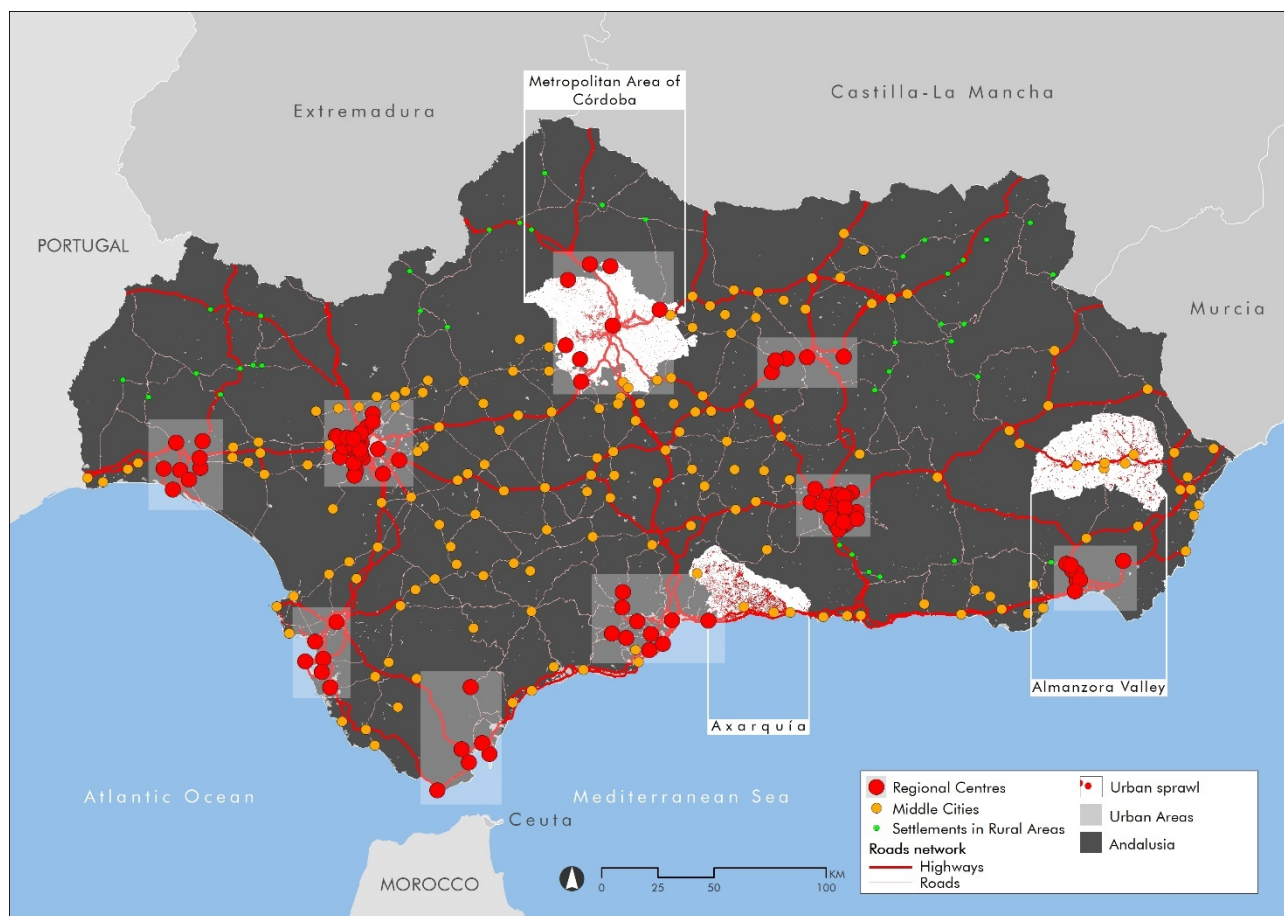 Metropolitan Area of
Córdoba
Extremadura
Castilla-La Mancha
PORTUGAL
Murcia
Almanzora Valley
Axarquía
Atlantic Ocean
Mediterranean Sea
Ceuta
MOROCCO
Regional Centres
Middle Cities
Settlements in Rural Areas
Roads network
Highways
Roads
Urban sprawl
Urban Areas
Andalusia
KM
0 25 50 100